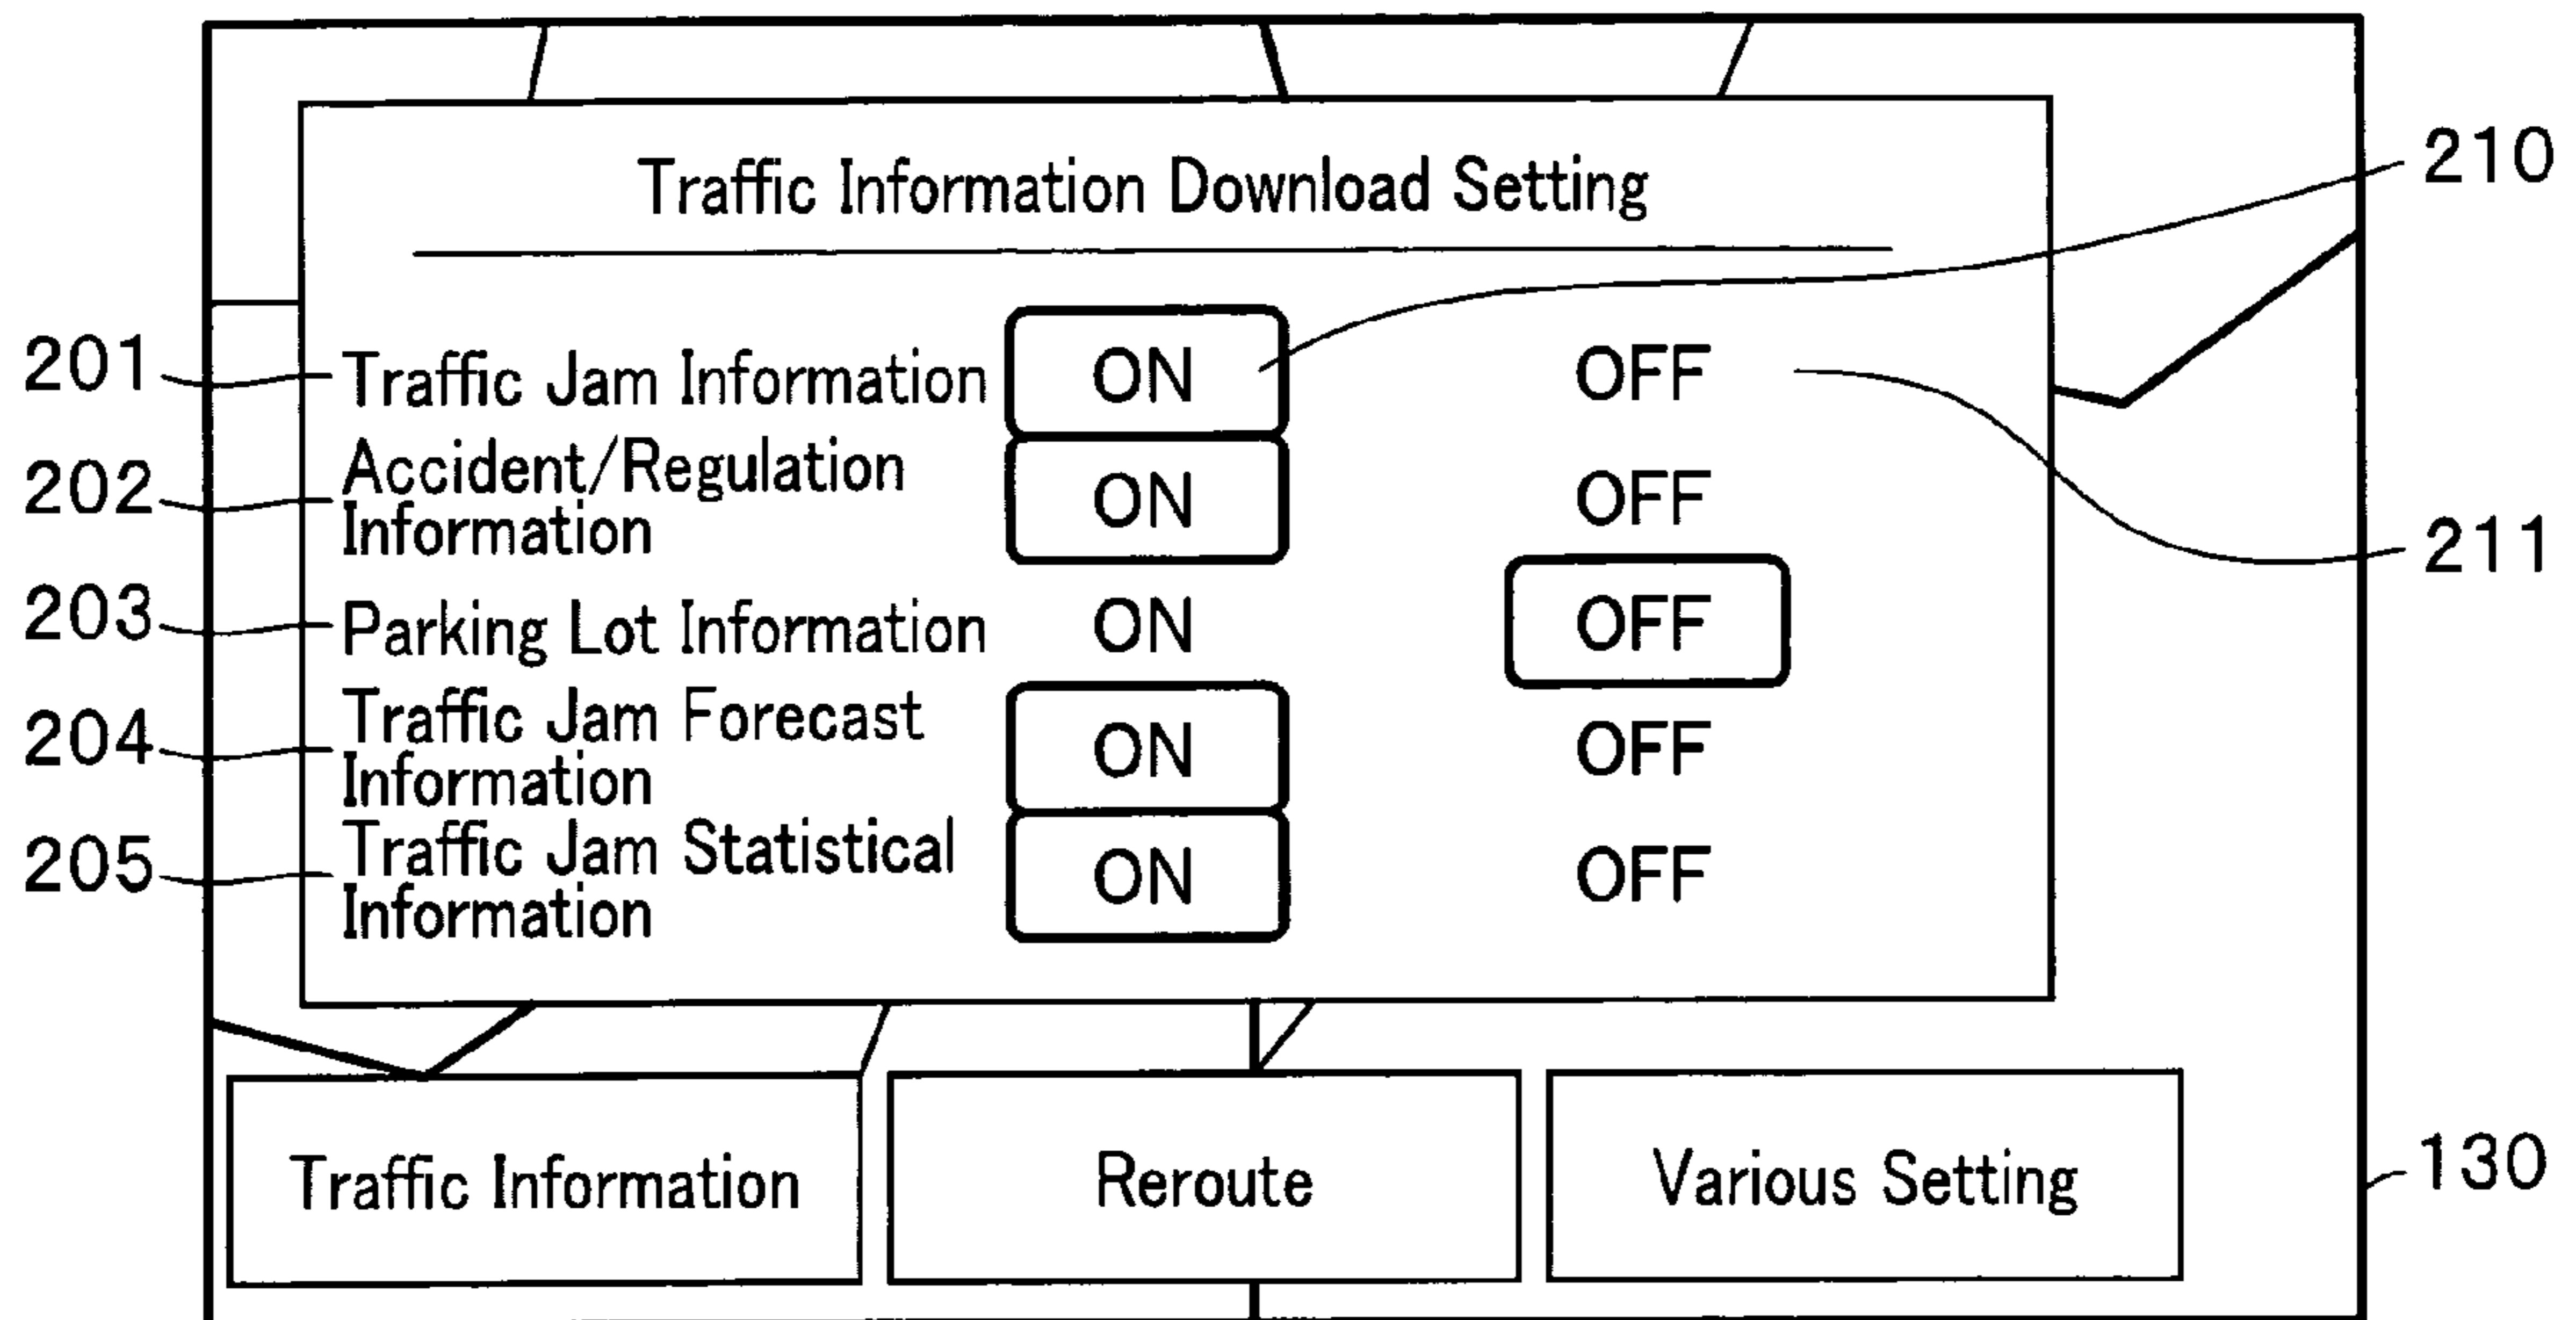 Traffic Information Download Setting
210
201 Traffic Jam Information ON OFF
202 Accident/Regulation Information ON OFF
211
203 Parking Lot Information ON OFF
204 Traffic Jam Forecast Information ON OFF
205 Traffic Jam Statistical Information ON OFF
Traffic Information Reroute Various Setting 130